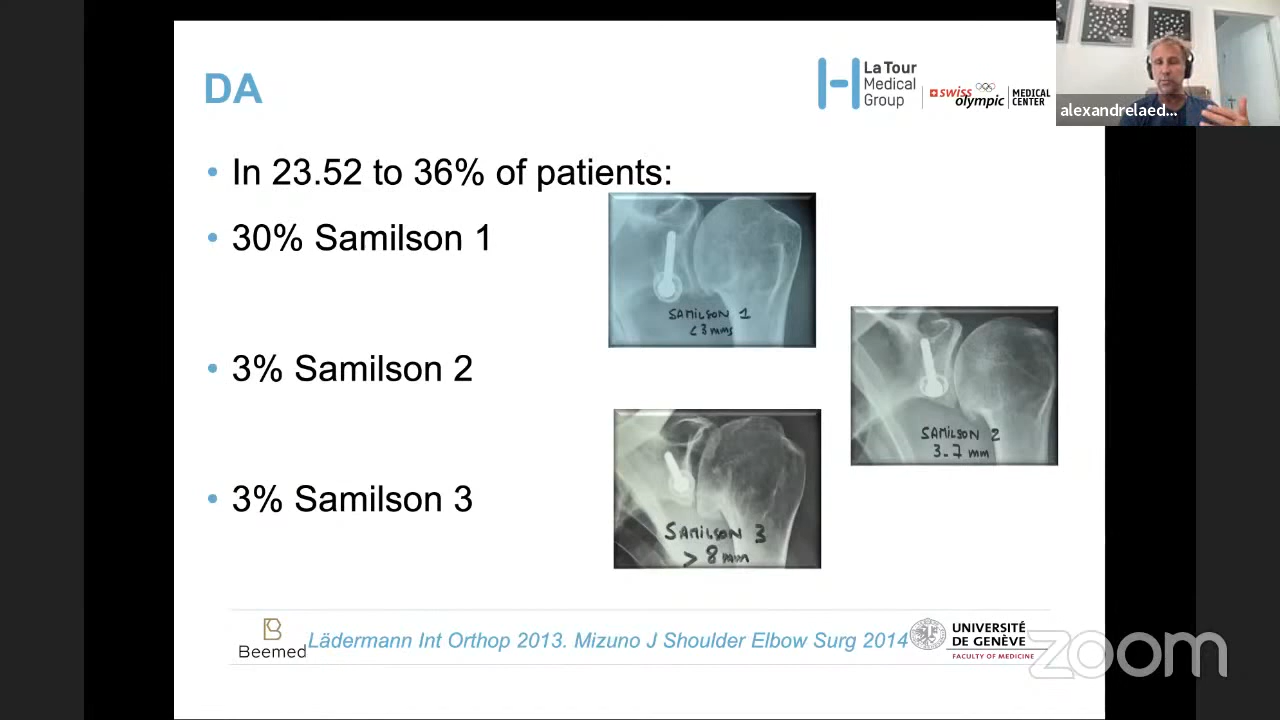 DA
La Tour
Medical
Group
swiss
olympic
MEDICAL
CENTER
alexandrelaed...
• In 23.52 to 36% of patients:
• 30% Samilson 1
SAMILSON 1
<3 mms
• 3% Samilson 2
SAMILSON 2
3.7 mm
• 3% Samilson 3
SAMILSON 3
> 8 mm
Beemed
Lädermann Int Orthop 2013. Mizuno J Shoulder Elbow Surg 2014
UNIVERSITÉ
DE GENÈVE
FACULTY OF MEDICINE
zoom